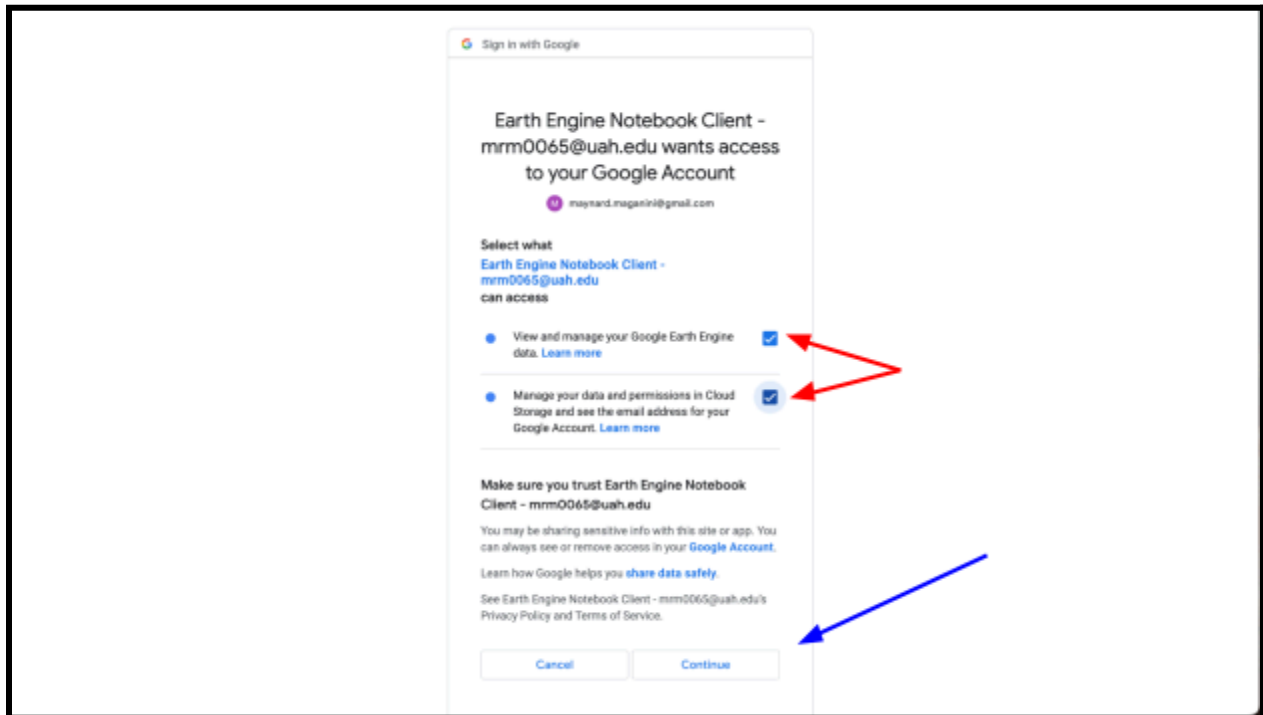 Sign in with Google
Earth Engine Notebook Client -
mrm0065@uah.edu wants access
to your Google Account
M maynard.maganini@gmail.com
Select what
Earth Engine Notebook Client -
mrm0065@uah.edu
can access
View and manage your Google Earth Engine
data. Learn more
Manage your data and permissions in Cloud
Storage and see the email address for your
Google Account. Learn more
Make sure you trust Earth Engine Notebook
Client - mrm0065@uah.edu
You may be sharing sensitive info with this site or app. You
can always see or remove access in your Google Account.
Learn how Google helps you share data safely.
See Earth Engine Notebook Client - mrm0065@uah.edu's
Privacy Policy and Terms of Service.
Cancel Continue